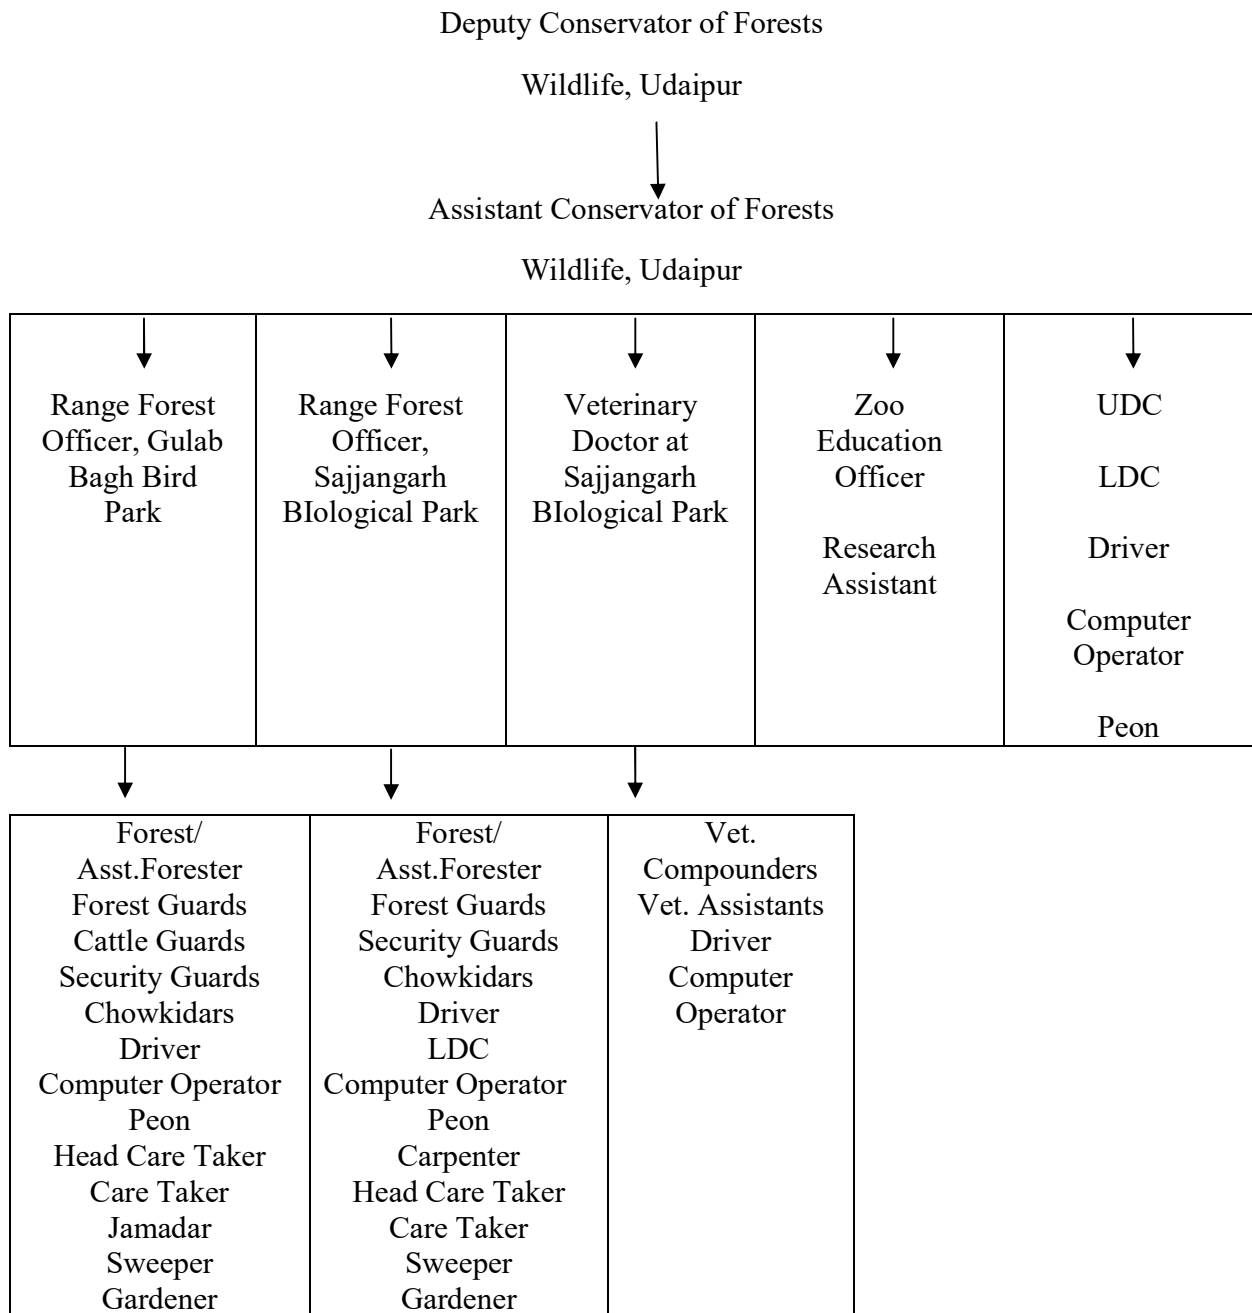 Deputy Conservator of Forests
Wildlife, Udaipur
Assistant Conservator of Forests
Wildlife, Udaipur
Range Forest
Officer, Gulab
Bagh Bird
Park
Range Forest
Officer,
Sajjangarh
BIological Park
Veterinary
Doctor at
Sajjangarh
BIological Park
Zoo
Education
Officer
Research
Assistant
UDC
LDC
Driver
Computer
Operator
Peon
Forest/
Asst.Forester
Forest Guards
Cattle Guards
Security Guards
Chowkidars
Driver
Computer Operator
Peon
Head Care Taker
Care Taker
Jamadar
Sweeper
Gardener
Forest/
Asst.Forester
Forest Guards
Security Guards
Chowkidars
Driver
LDC
Computer Operator
Peon
Carpenter
Head Care Taker
Care Taker
Sweeper
Gardener
Vet.
Compounders
Vet. Assistants
Driver
Computer
Operator